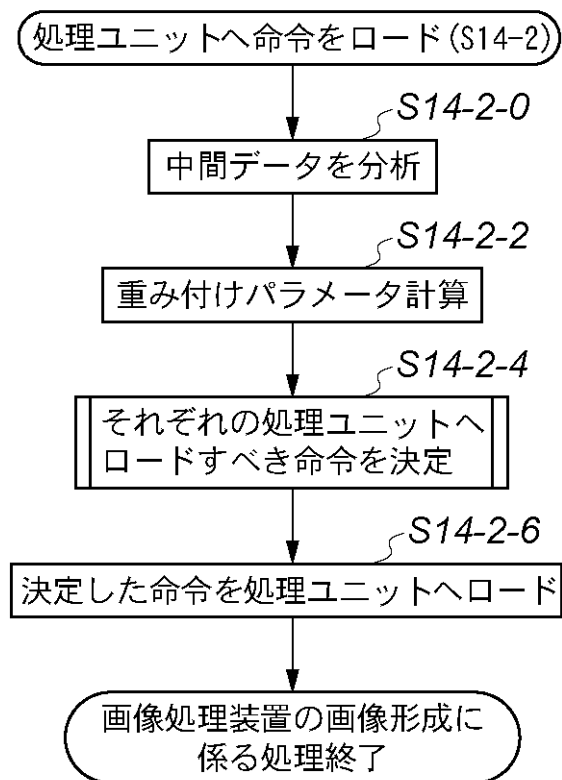 処理ユニットへ命令をロード(S14-2)
S14-2-0
中間データを分析
S14-2-2
重み付けパラメータ計算
S14-2-4
それぞれの処理ユニットへ
ロードすべき命令を決定
S14-2-6
決定した命令を処理ユニットへロード
画像処理装置の画像形成に
係る処理終了